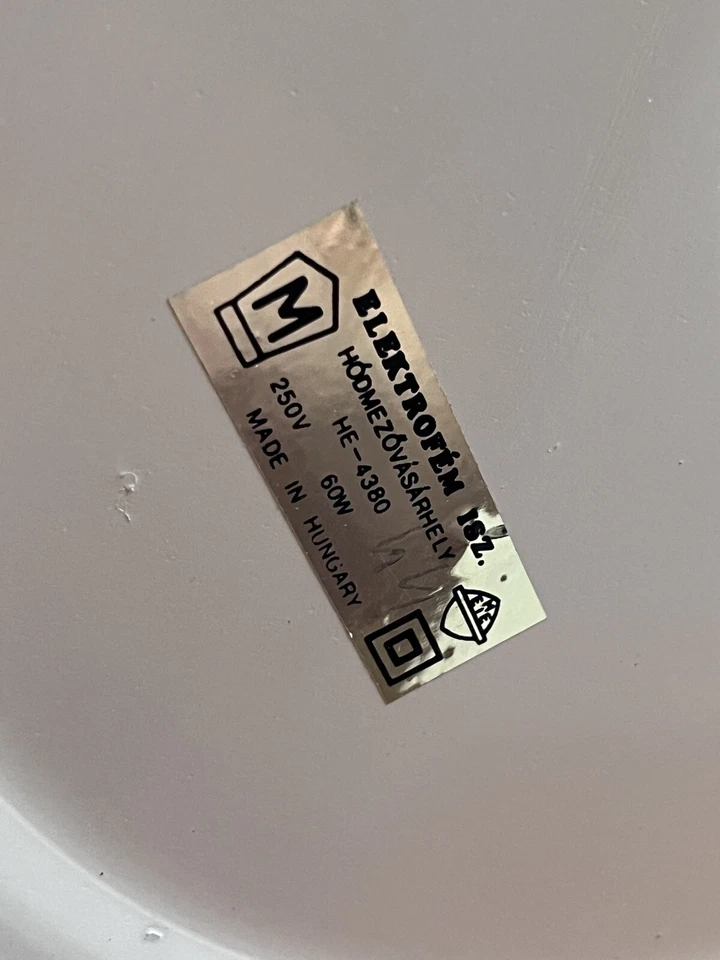 M
ELEKTROFÉM ISZ.
HÓDMEZŐVÁSÁRHELY
HE-4380
250V 60W
MADE IN HUNGARY